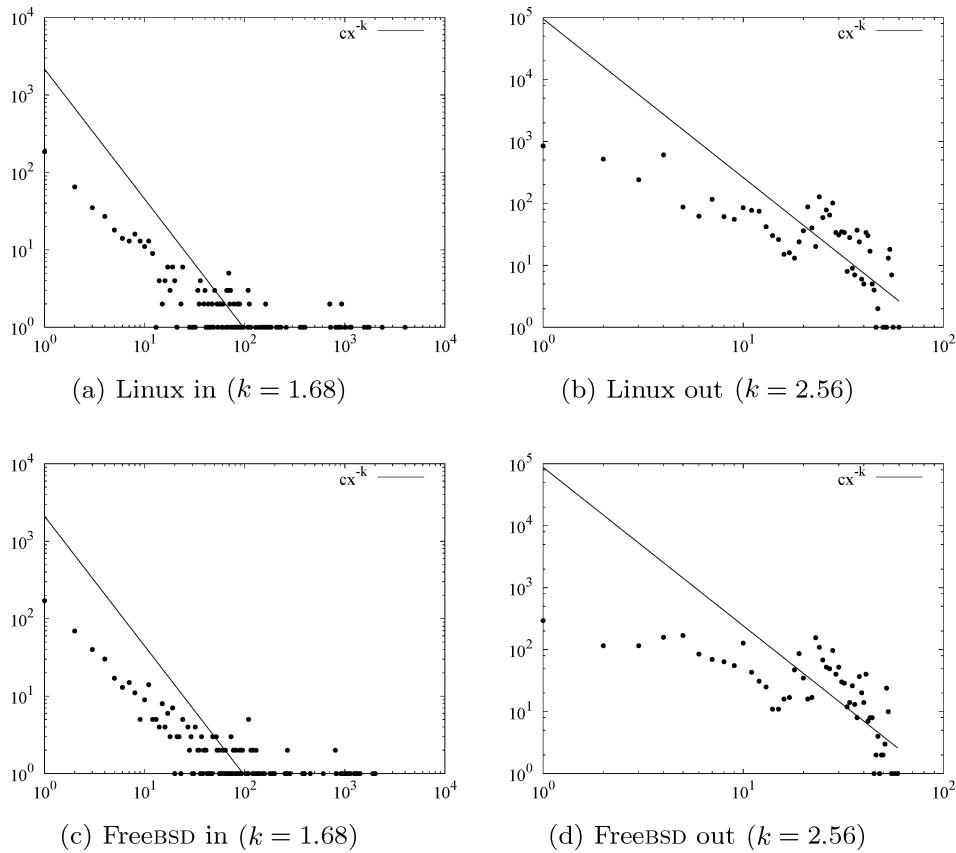 10^4
10^3
10^2
10^1
10^0
10^0 10^1 10^2 10^3 10^4
cx^-k
(a) Linux in (k = 1.68)
10^5
10^4
10^3
10^2
10^1
10^0
10^0 10^1 10^2
cx^-k
(b) Linux out (k = 2.56)
10^4
10^3
10^2
10^1
10^0
10^0 10^1 10^2 10^3 10^4
cx^-k
(c) FreeBSD in (k = 1.68)
10^5
10^4
10^3
10^2
10^1
10^0
10^0 10^1 10^2
cx^-k
(d) FreeBSD out (k = 2.56)